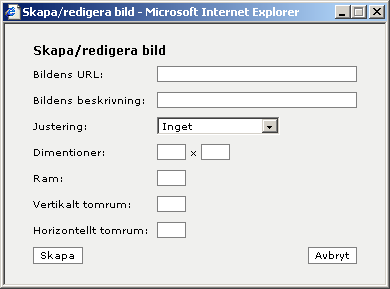 Skapa/redigera bild - Microsoft Internet Explorer
Skapa/redigera bild
Bildens URL:
Bildens beskrivning:
Justering: Inget
Dimentioner: x
Ram:
Vertikalt tomrum:
Horizontellt tomrum:
Skapa Avbryt